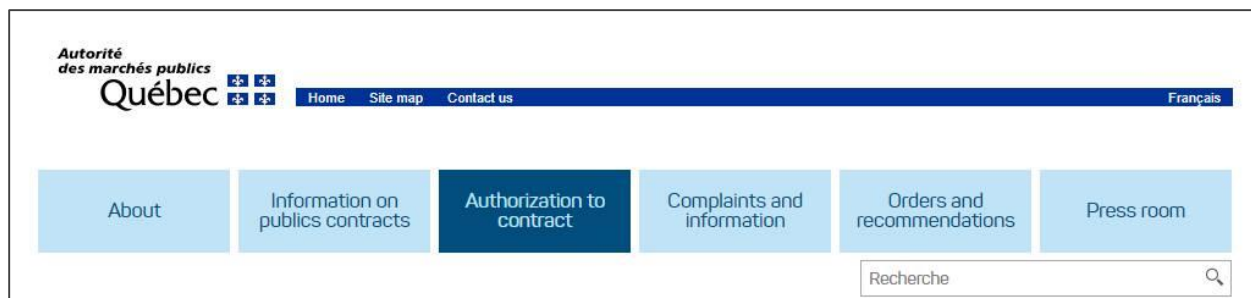 Autorité
des marchés publics
Québec
Home Site map Contact us Français
About
Information on
publics contracts
Authorization to
contract
Complaints and
information
Orders and
recommendations
Press room
Recherche